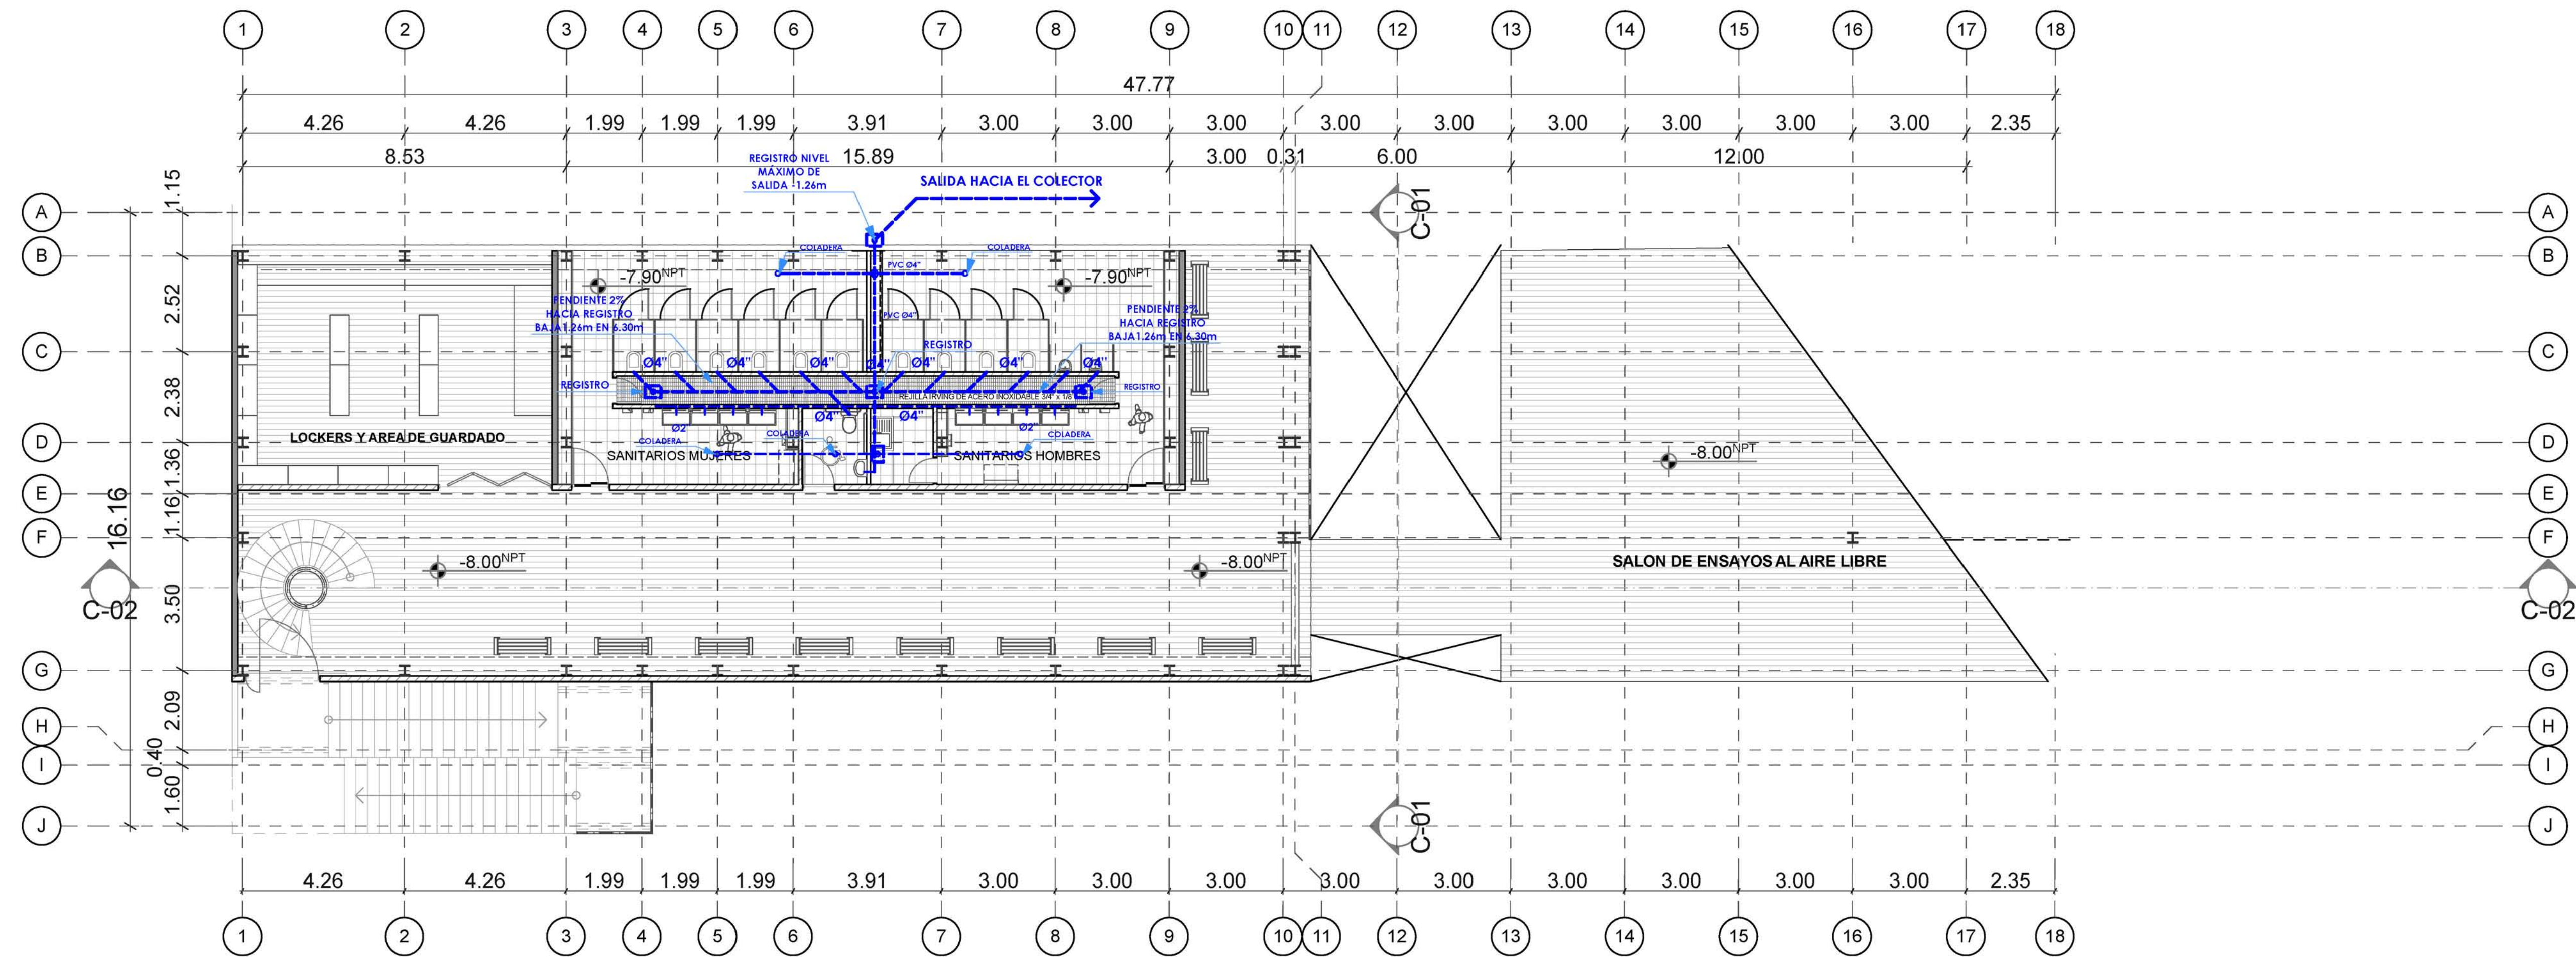 1 2 3 4 5 6 7 8 9 10 11 12 13 14 15 16 17 18
47.77
4.26 4.26 1.99 1.99 1.99 3.91 3.00 3.00 3.00 3.00 3.00 3.00 3.00 3.00 3.00 2.35
8.53 15.89 3.00 0.31 6.00 12.00
REGISTRO NIVEL
MÁXIMO DE
SALIDA -1.26m
SALIDA HACIA EL COLECTOR
1.15
A A
C-01
B B
COLADERA COLADERA
PVC Ø4"
-7.90NPT -7.90NPT
2.52
PENDIENTE 2%
HACIA REGISTRO
BAJA1.26m EN 6.30m
PVC Ø4"
PENDIENTE 2%
HACIA REGISTRO
BAJA1.26m EN 6.30m
REGISTRO
C C
Ø4" Ø4" Ø4" Ø4" Ø4" Ø4" Ø4"
REGISTRO REGISTRO
REJILLA IRVING DE ACERO INOXIDABLE 3/4" x 1/8
2.38
Ø4" Ø4"
Ø2" Ø2"
LOCKERS Y AREA DE GUARDADO
COLADERA COLADERA COLADERA
D D
SANITARIOS MUJERES SANITARIOS HOMBRES
-8.00NPT
1.36
E E
16.16
1.16
F F
-8.00NPT -8.00NPT
SALON DE ENSAYOS AL AIRE LIBRE
3.50
C-02 C-02
G G
2.09
H H
0.40
I I
1.60
J J
C-01
4.26 4.26 1.99 1.99 1.99 3.91 3.00 3.00 3.00 3.00 3.00 3.00 3.00 3.00 3.00 2.35
1 2 3 4 5 6 7 8 9 10 11 12 13 14 15 16 17 18